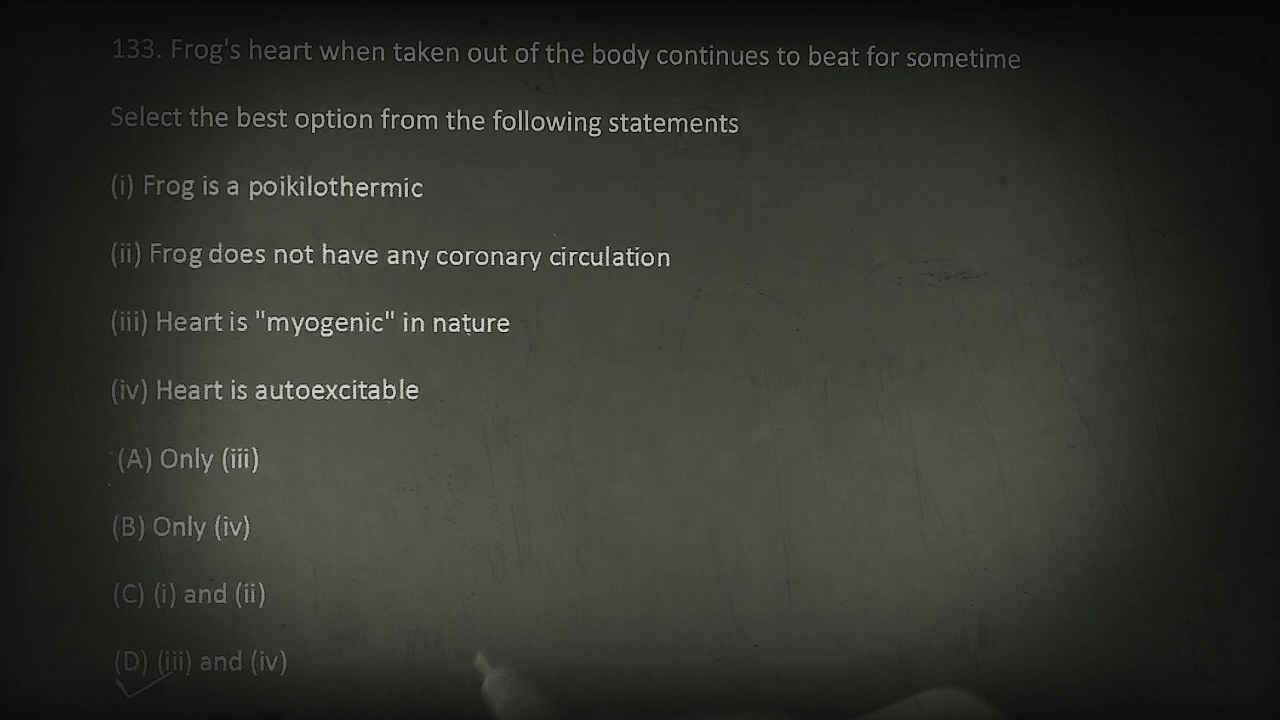 133. Frog's heart when taken out of the body continues to beat for sometime
Select the best option from the following statements
(i) Frog is a poikilothermic
(ii) Frog does not have any coronary circulation
(iii) Heart is "myogenic" in nature
(iv) Heart is autoexcitable
(A) Only (iii)
(B) Only (iv)
(C) (i) and (ii)
(D) (iii) and (iv)